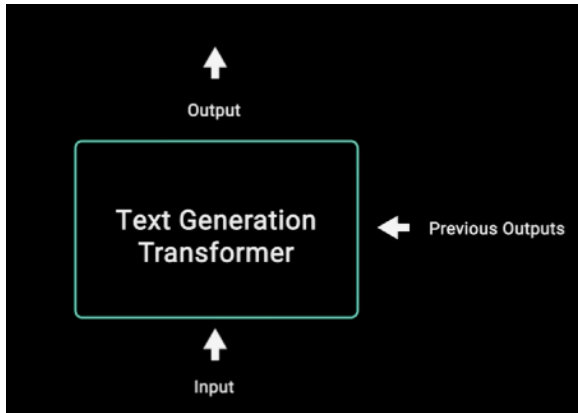 Output
Text Generation
Transformer
Previous Outputs
Input